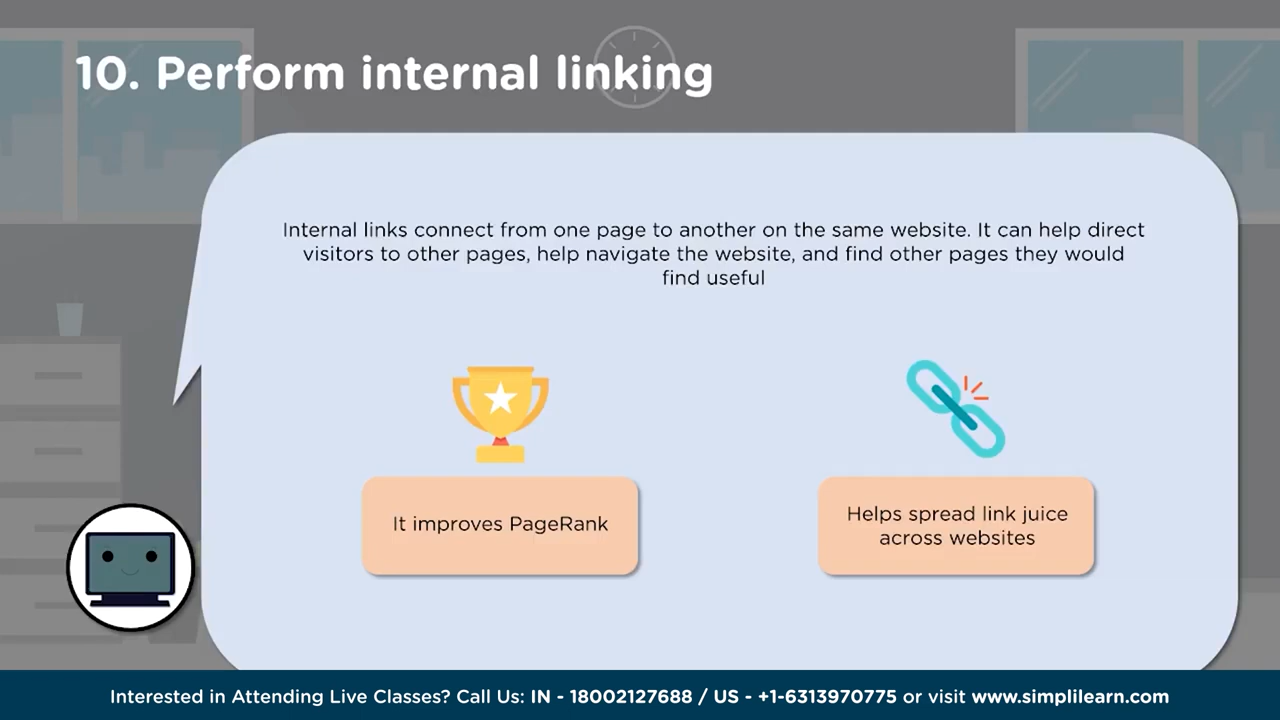 10. Perform internal linking
Internal links connect from one page to another on the same website. It can help direct
visitors to other pages, help navigate the website, and find other pages they would
find useful
It improves PageRank
Helps spread link juice
across websites
Interested in Attending Live Classes? Call Us: IN - 18002127688 / US - +1-6313970775 or visit www.simplilearn.com